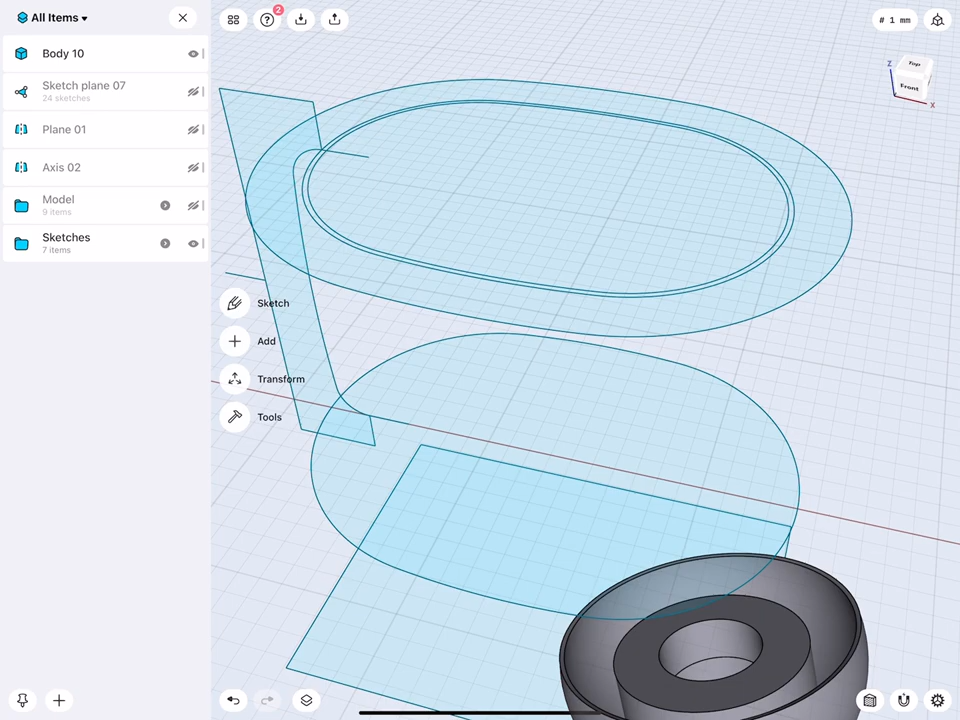 All Items
Body 10
Sketch plane 07
24 sketches
Plane 01
Axis 02
Model
9 items
Sketches
7 items
Sketch
Add
Transform
Tools
2
# 1 mm
Z
Top
Front
X